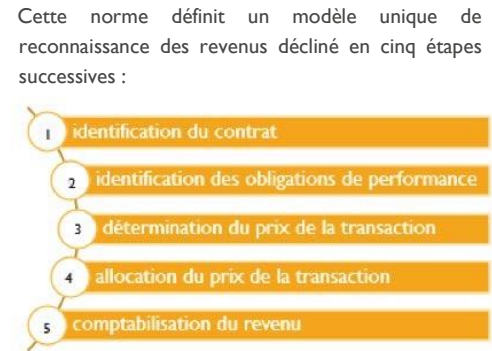 Cette norme définit un modèle unique de
reconnaissance des revenus décliné en cinq étapes
successives :
1 identification du contrat
2 identification des obligations de performance
3 détermination du prix de la transaction
4 allocation du prix de la transaction
5 comptabilisation du revenu